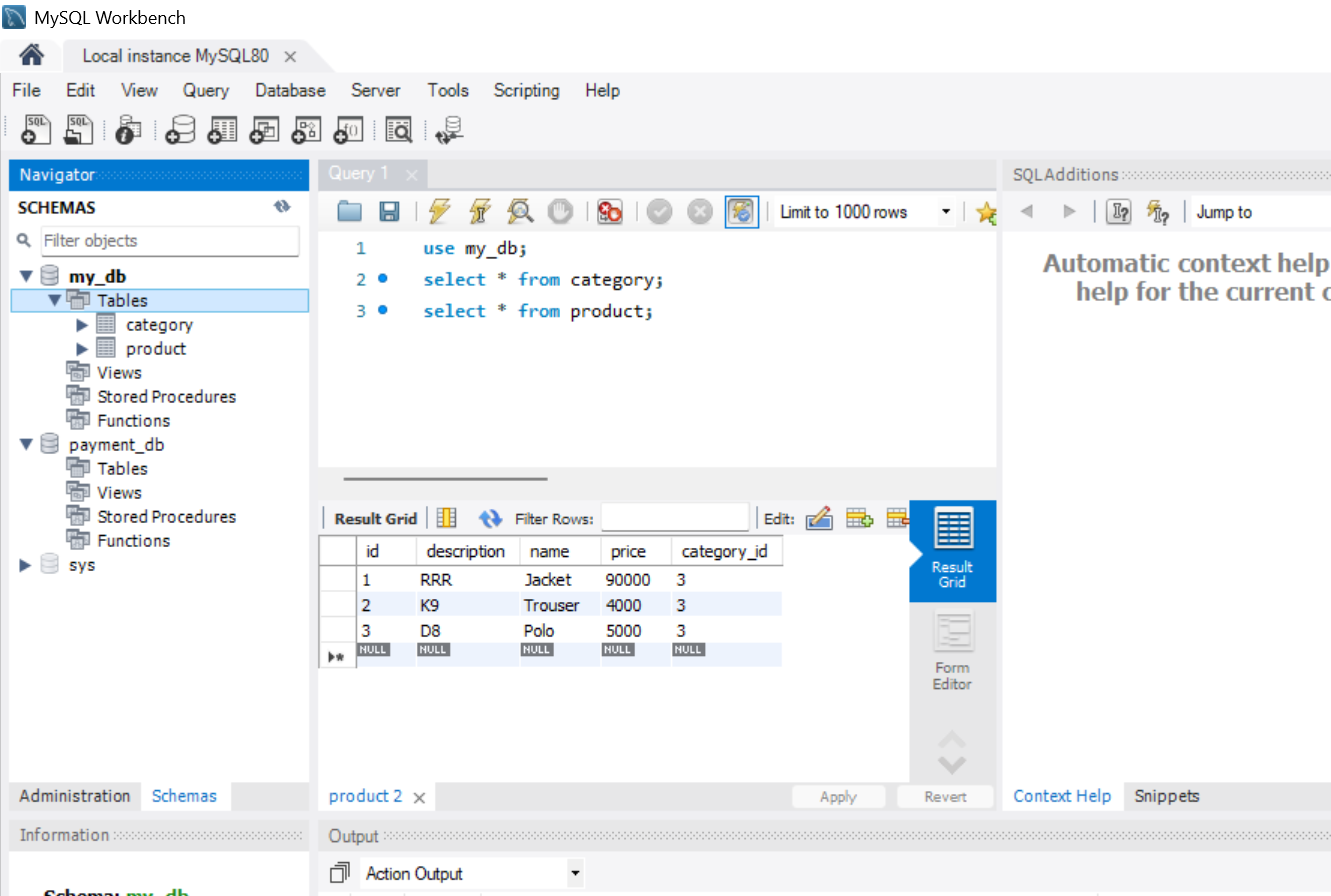 MySQL Workbench
Local instance MySQL80
File Edit View Query Database Server Tools Scripting Help
Navigator
SCHEMAS
Filter objects
my_db
Tables
category
product
Views
Stored Procedures
Functions
payment_db
Tables
Views
Stored Procedures
Functions
sys
Administration Schemas
Information
Schema: my_db
Query 1
Limit to 1000 rows
1 use my_db;
2 select * from category;
3 select * from product;
Result Grid Filter Rows: Edit:
id description name price category_id
1 RRR Jacket 90000 3
2 K9 Trouser 4000 3
3 D8 Polo 5000 3
NULL NULL NULL NULL NULL
Result
Grid
Form
Editor
product 2 Apply Revert
Output
Action Output
SQLAdditions
Jump to
Automatic context help
help for the current
Context Help Snippets